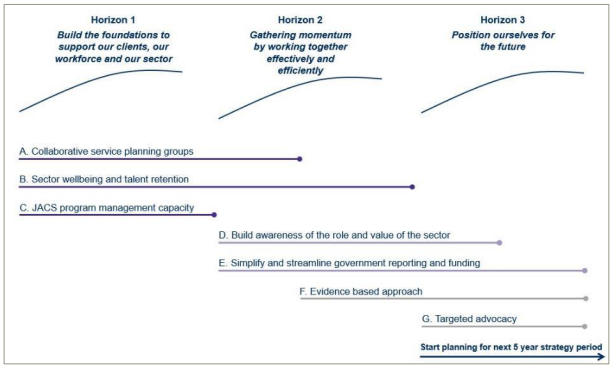 Horizon 1
Build the foundations to
support our clients, our
workforce and our sector
Horizon 2
Gathering momentum
by working together
effectively and
efficiently
Horizon 3
Position ourselves for
the future
A. Collaborative service planning groups
B. Sector wellbeing and talent retention
C. JACS program management capacity
D. Build awareness of the role and value of the sector
E. Simplify and streamline government reporting and funding
F. Evidence based approach
G. Targeted advocacy
Start planning for next 5 year strategy period